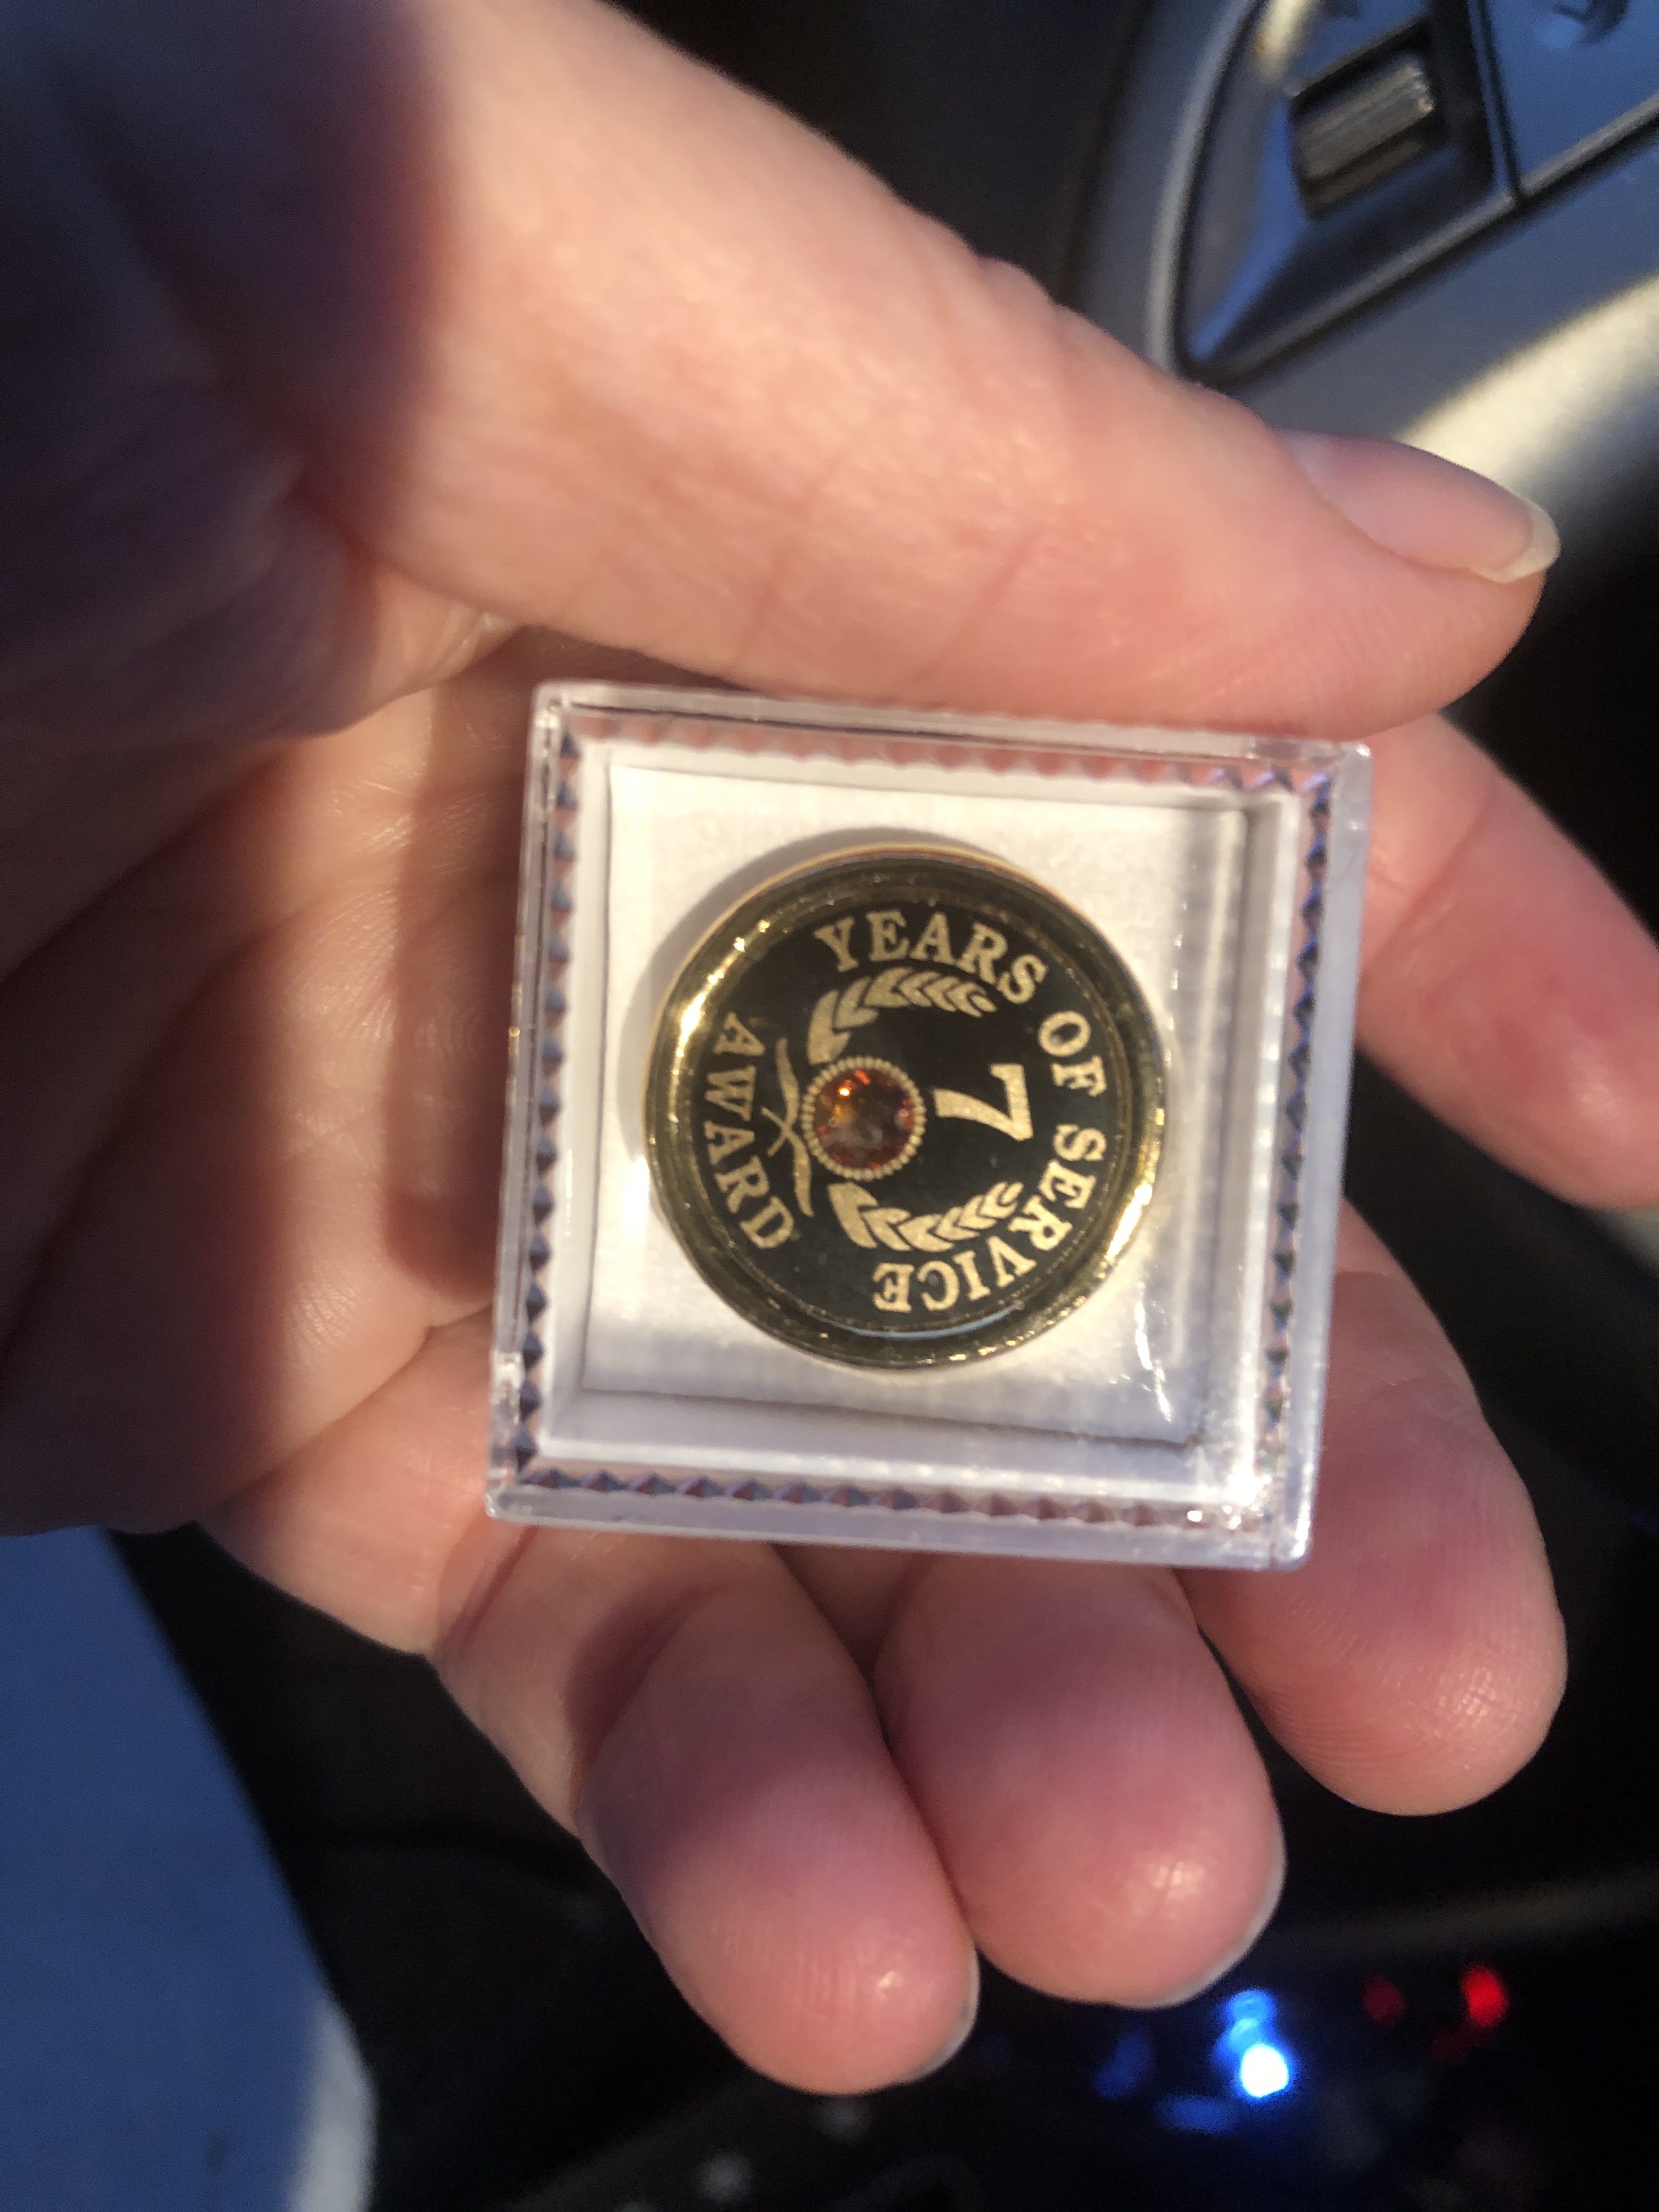 YEARS OF SERVICE
7
AWARD